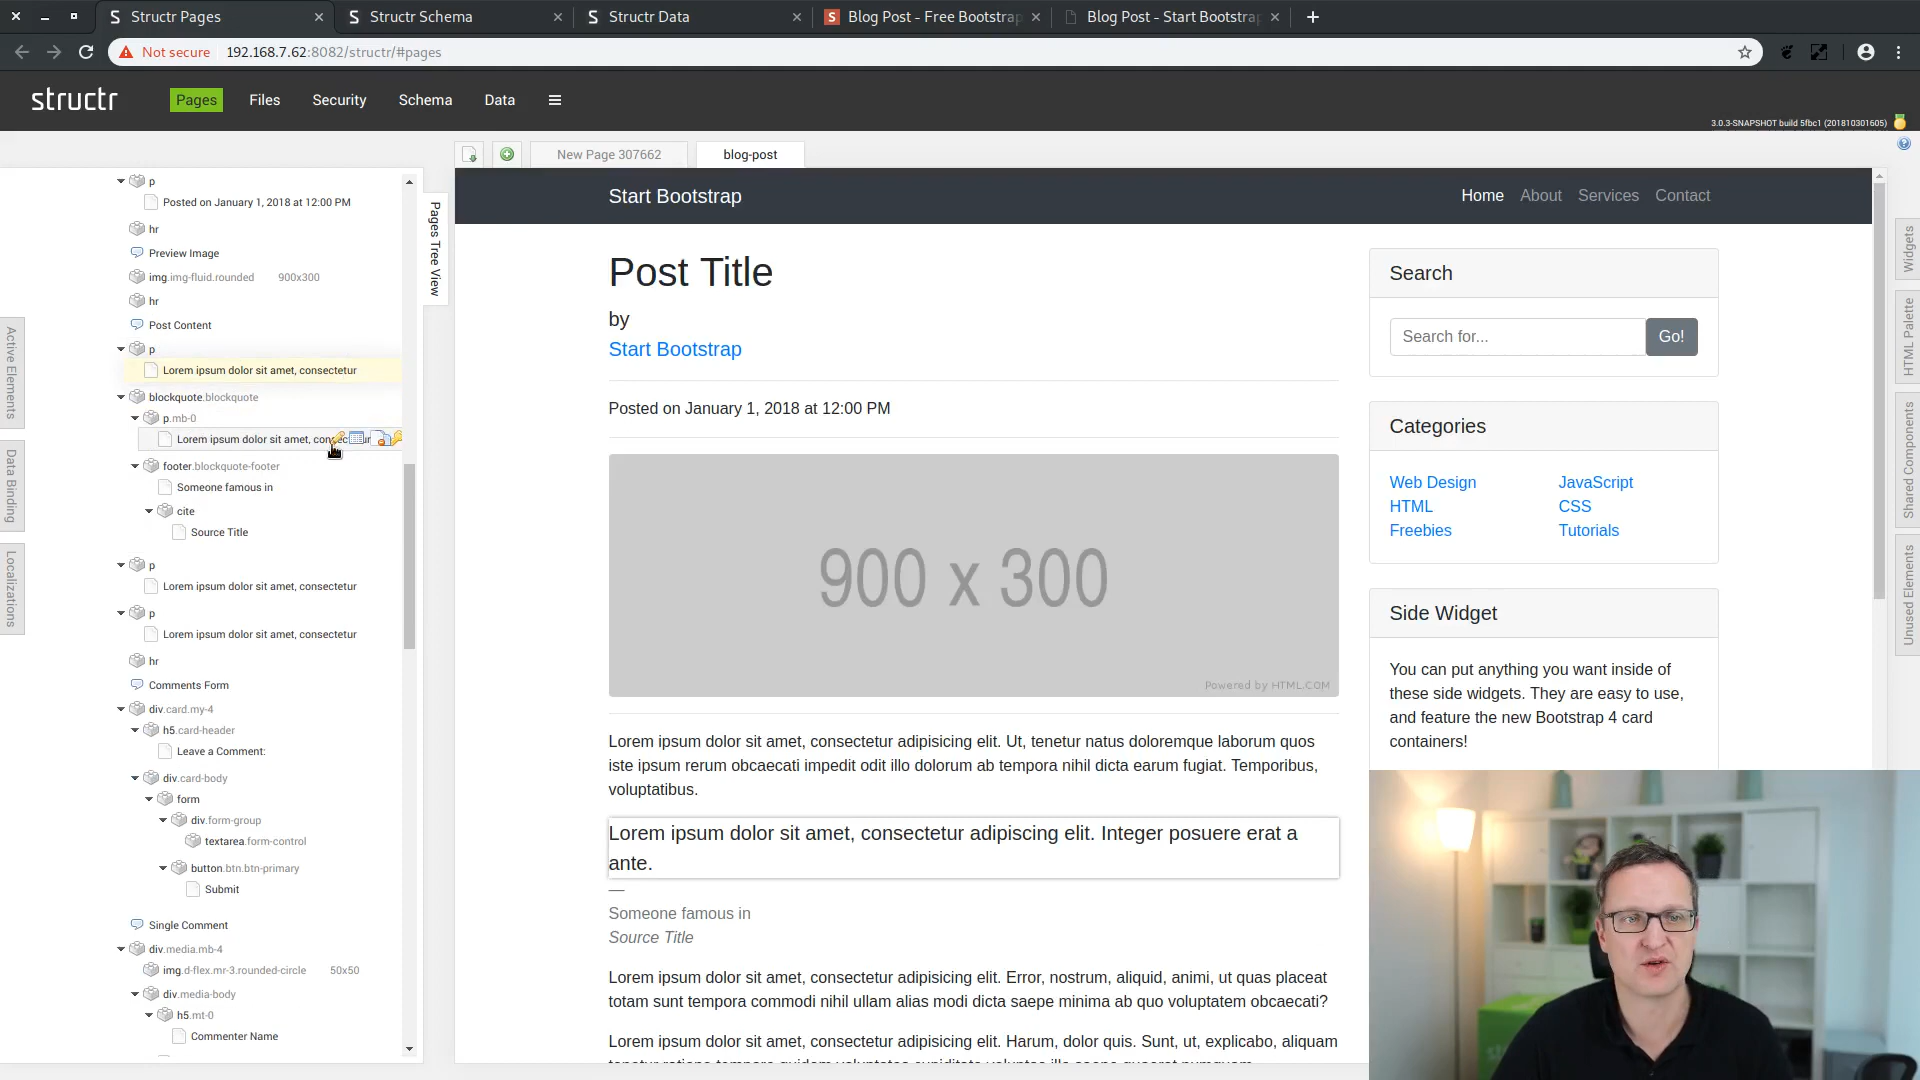 Structr Pages
Structr Schema
Structr Data
Blog Post - Free Bootstrap
Blog Post - Start Bootstrap
Not secure
192.168.7.62:8082/structr/#pages
structr
Pages
Files
Security
Schema
Data
3.0.3-SNAPSHOT build 5fbc1 (201810301605)
New Page 307662
blog-post
Active Elements
Data Binding
Localizations
Pages Tree View
p
Posted on January 1, 2018 at 12:00 PM
hr
Preview Image
img.img-fluid.rounded 900x300
hr
Post Content
p
Lorem ipsum dolor sit amet, consectetur
blockquote.blockquote
p.mb-0
Lorem ipsum dolor sit amet, consectetur
footer.blockquote-footer
Someone famous in
cite
Source Title
p
Lorem ipsum dolor sit amet, consectetur
p
Lorem ipsum dolor sit amet, consectetur
hr
Comments Form
div.card.my-4
h5.card-header
Leave a Comment:
div.card-body
form
div.form-group
textarea.form-control
button.btn.btn-primary
Submit
Single Comment
div.media.mb-4
img.d-flex.mr-3.rounded-circle 50x50
div.media-body
h5.mt-0
Commenter Name
Start Bootstrap
Home
About
Services
Contact
Post Title
by
Start Bootstrap
Posted on January 1, 2018 at 12:00 PM
900 x 300
Powered by HTML.COM
Lorem ipsum dolor sit amet, consectetur adipisicing elit. Ut, tenetur natus doloremque laborum quos
iste ipsum rerum obcaecati impedit odit illo dolorum ab tempora nihil dicta earum fugiat. Temporibus,
voluptatibus.
Lorem ipsum dolor sit amet, consectetur adipiscing elit. Integer posuere erat a
ante.
—
Someone famous in
Source Title
Lorem ipsum dolor sit amet, consectetur adipisicing elit. Error, nostrum, aliquid, animi, ut quas placeat
totam sunt tempora commodi nihil ullam alias modi dicta saepe minima ab quo voluptatem obcaecati?
Lorem ipsum dolor sit amet, consectetur adipisicing elit. Harum, dolor quis. Sunt, ut, explicabo, aliquam
Search
Search for...
Go!
Categories
Web Design
JavaScript
HTML
CSS
Freebies
Tutorials
Side Widget
You can put anything you want inside of
these side widgets. They are easy to use,
and feature the new Bootstrap 4 card
containers!
Widgets
HTML Palette
Shared Components
Unused Elements